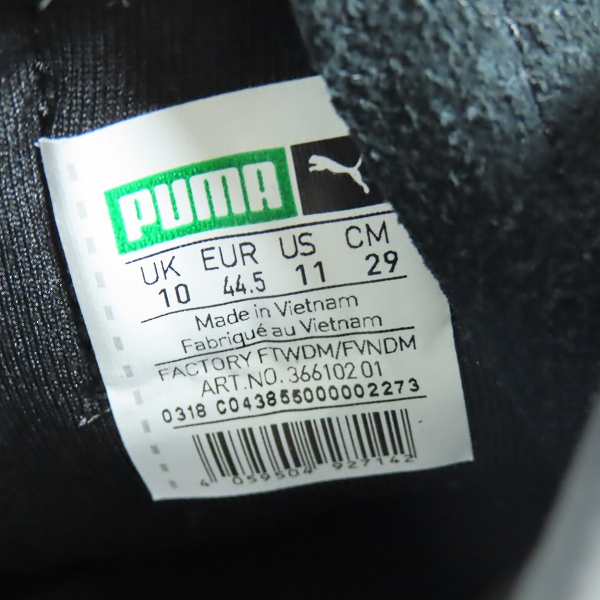 PUMA
UK EUR US CM
10 44.5 11 29
Made in Vietnam
Fabriqué au Vietnam
FACTORY FTWDM/FVNDM
ART.NO. 366102 01
0318 C043855000002273
4 059504 927142